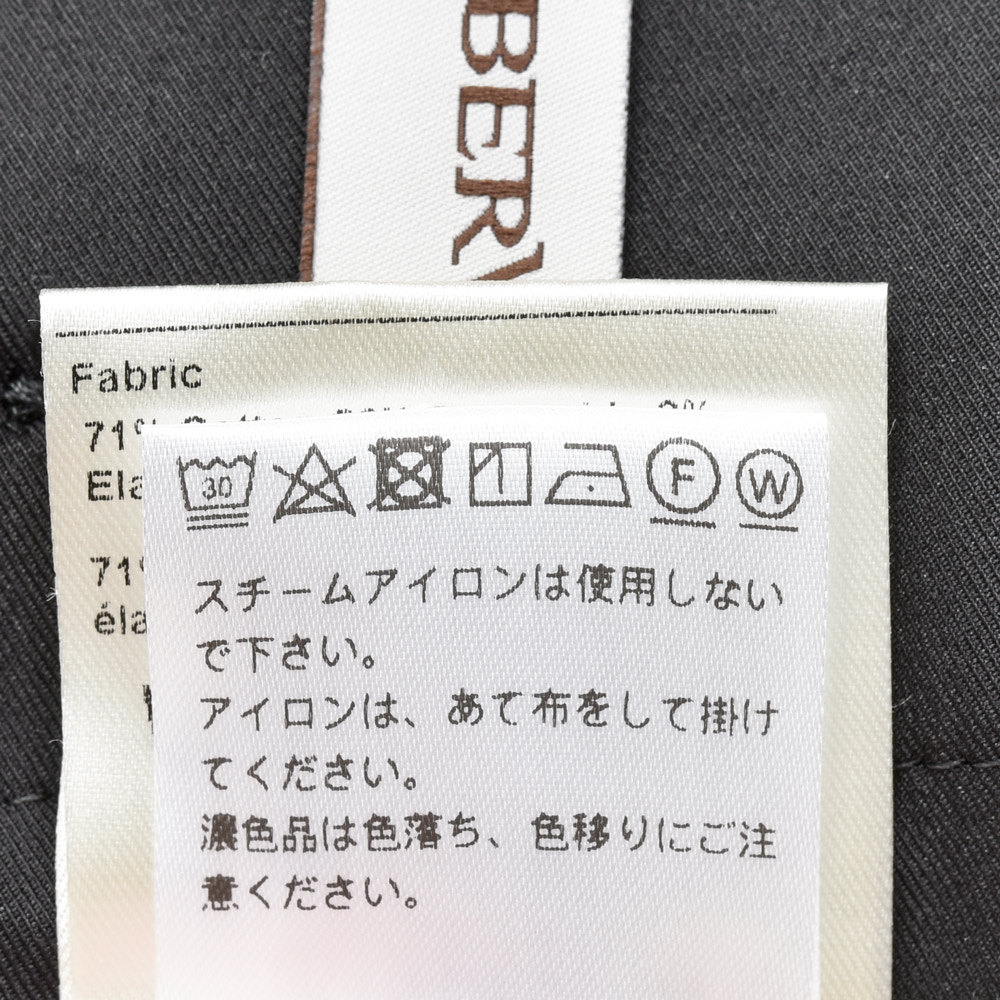 BER
Fabric
71%
30
F
W
スチームアイロンは使用しない
で下さい。
アイロンは、あて布をして掛け
てください。
濃色品は色落ち、色移りにご注
意ください。